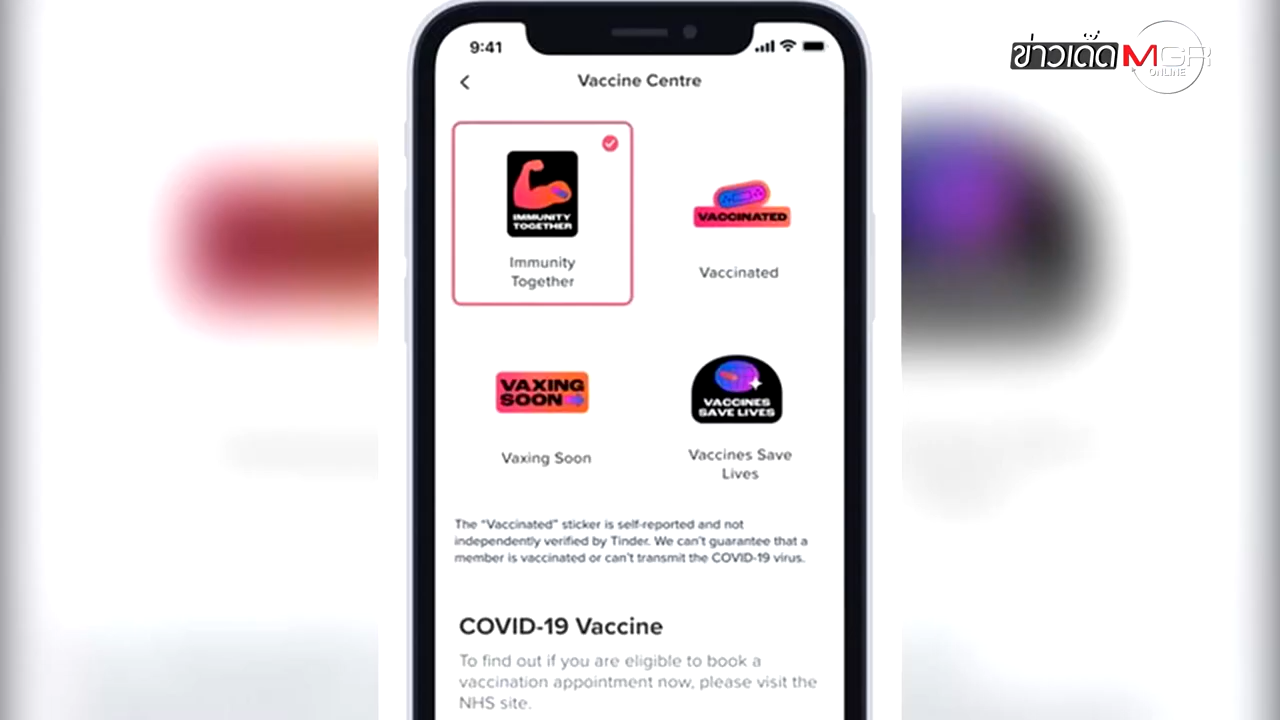 ข่าวเด็ด MGR
ONLINE
9:41
Vaccine Centre
IMMUNITY
TOGETHER
Immunity
Together
VACCINATED
Vaccinated
VAXING
SOON
Vaxing Soon
VACCINES
SAVE LIVES
Vaccines Save
Lives
The “Vaccinated” sticker is self-reported and not
independently verified by Tinder. We can’t guarantee that a
member is vaccinated or can’t transmit the COVID-19 virus.
COVID-19 Vaccine
To find out if you are eligible to book a
vaccination appointment now, please visit the
NHS site.